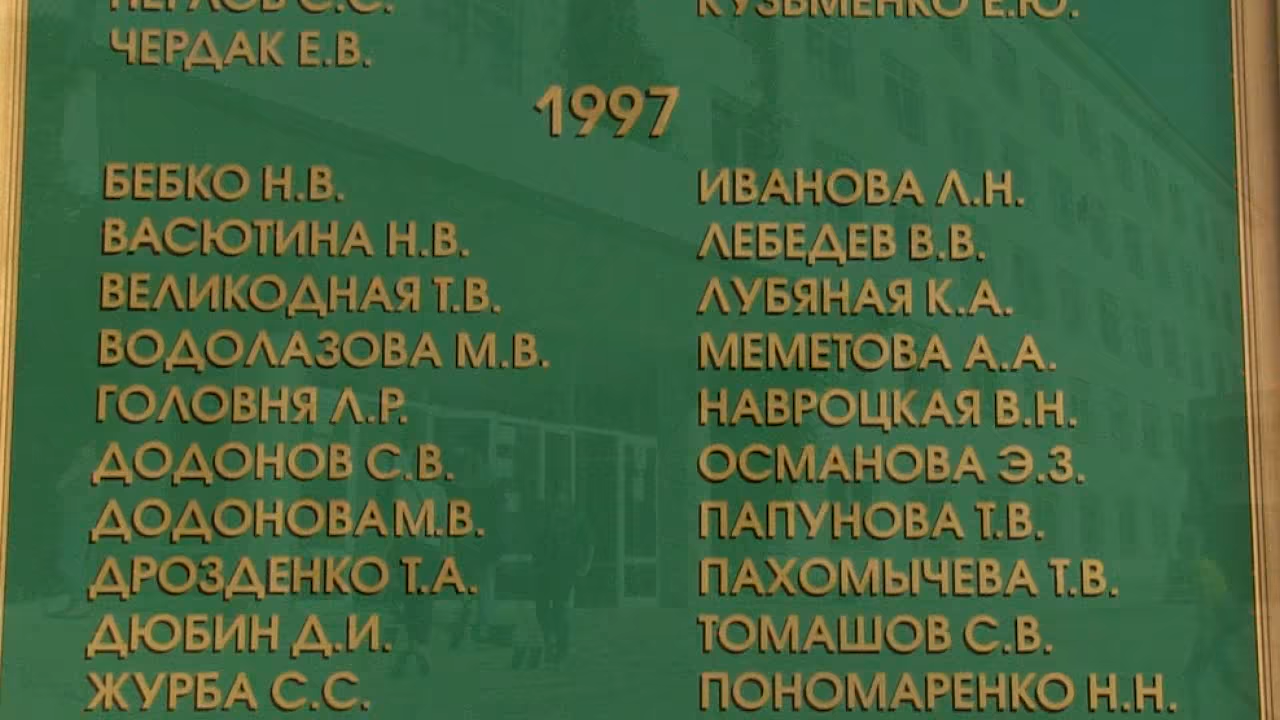 ЧЕРДАК Е.В.
КУЗЬМЕНКО Е.Ю.
1997
БЕБКО Н.В.
ВАСЮТИНА Н.В.
ВЕЛИКОДНАЯ Т.В.
ВОДОЛАЗОВА М.В.
ГОЛОВНЯ Л.Р.
ДОДОНОВ С.В.
ДОДОНОВА М.В.
ДРОЗДЕНКО Т.А.
ДЮБИН Д.И.
ЖУРБА С.С.
ИВАНОВА Л.Н.
ЛЕБЕДЕВ В.В.
ЛУБЯНАЯ К.А.
МЕМЕТОВА А.А.
НАВРОЦКАЯ В.Н.
ОСМАНОВА Э.З.
ПАПУНОВА Т.В.
ПАХОМЫЧЕВА Т.В.
ТОМАШОВ С.В.
ПОНОМАРЕНКО Н.Н.